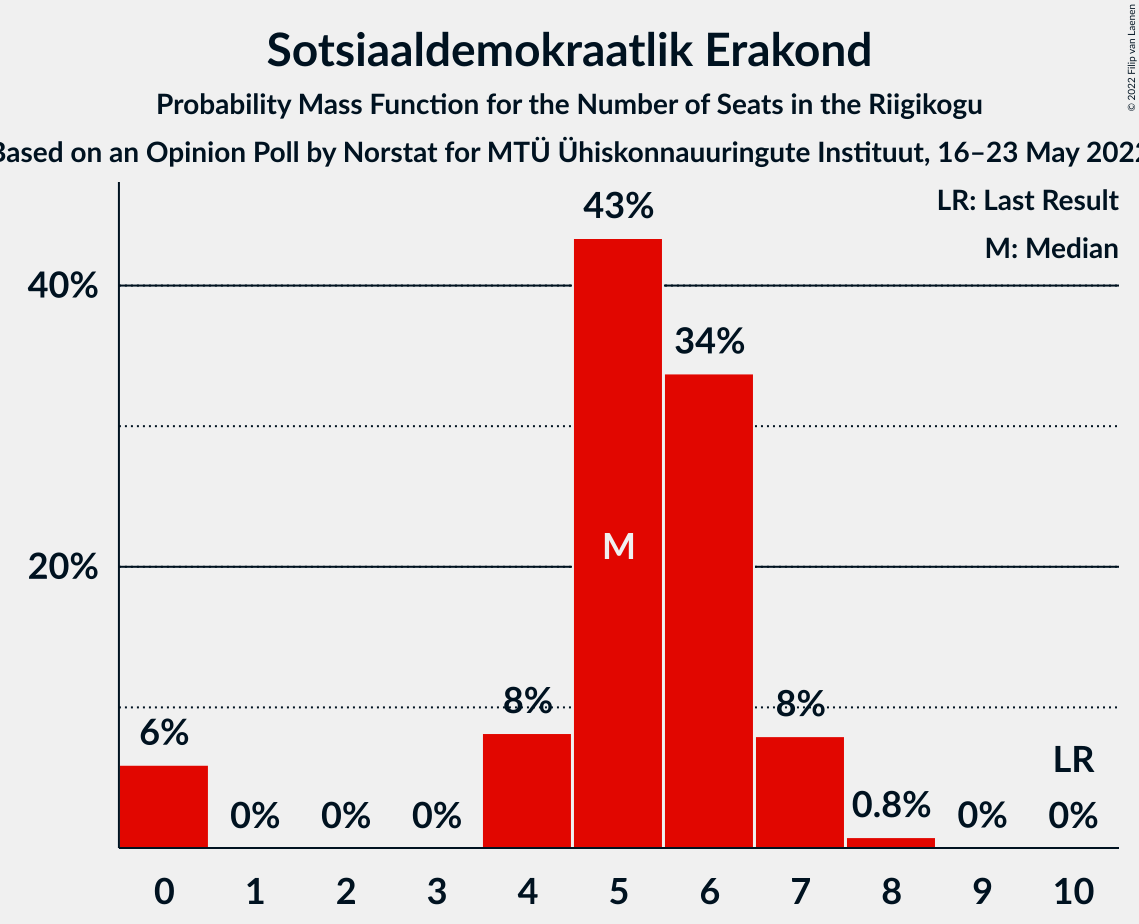 © 2022 Filip van Laenen
Sotsiaaldemokraatlik Erakond
Probability Mass Function for the Number of Seats in the Riigikogu
Based on an Opinion Poll by Norstat for MTÜ Ühiskonnauuringute Instituut, 16–23 May 2022
LR: Last Result
M: Median
43%
40%
34%
M
20%
8%
8%
6%
LR
0.8%
0%
0%
0%
0%
0%
0 1 2 3 4 5 6 7 8 9 10